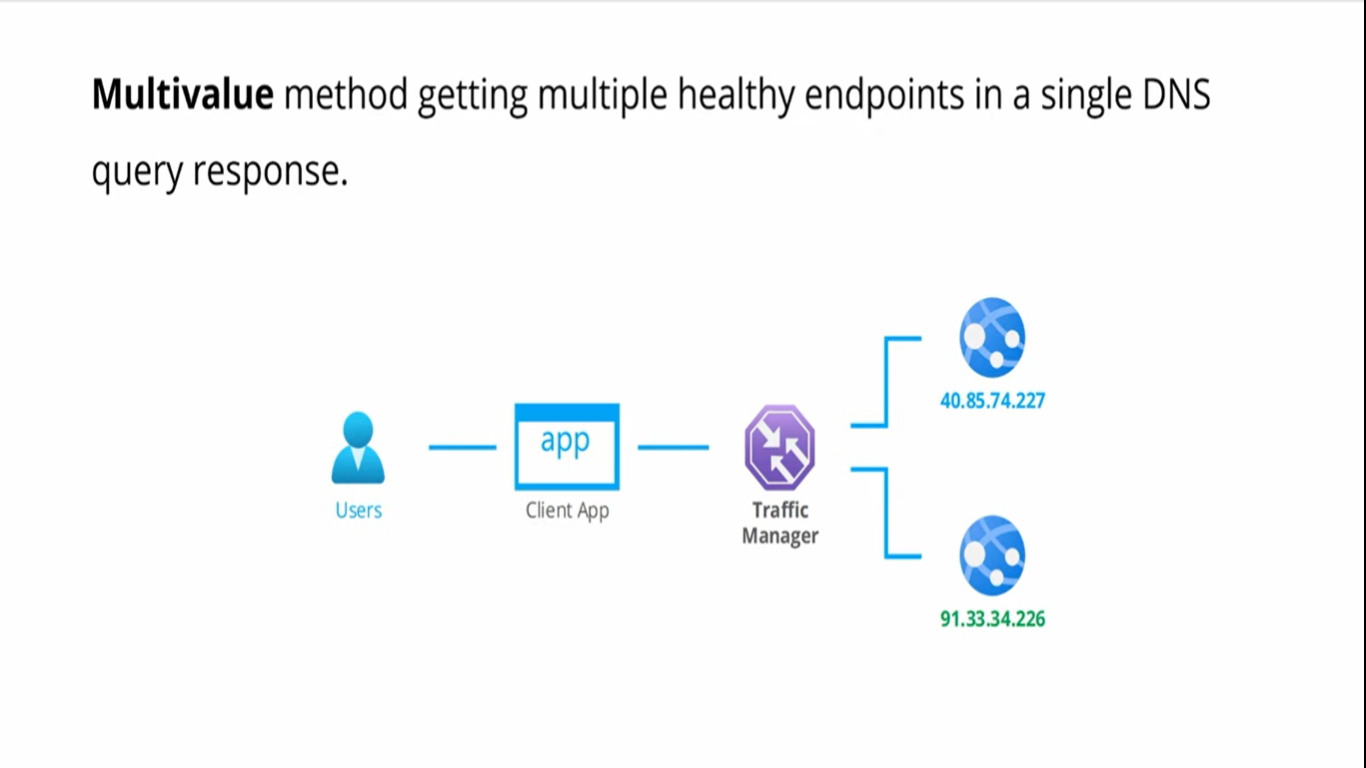 Multivalue method getting multiple healthy endpoints in a single DNS
query response.
40.85.74.227
app
Users
Client App
Traffic
Manager
91.33.34.226